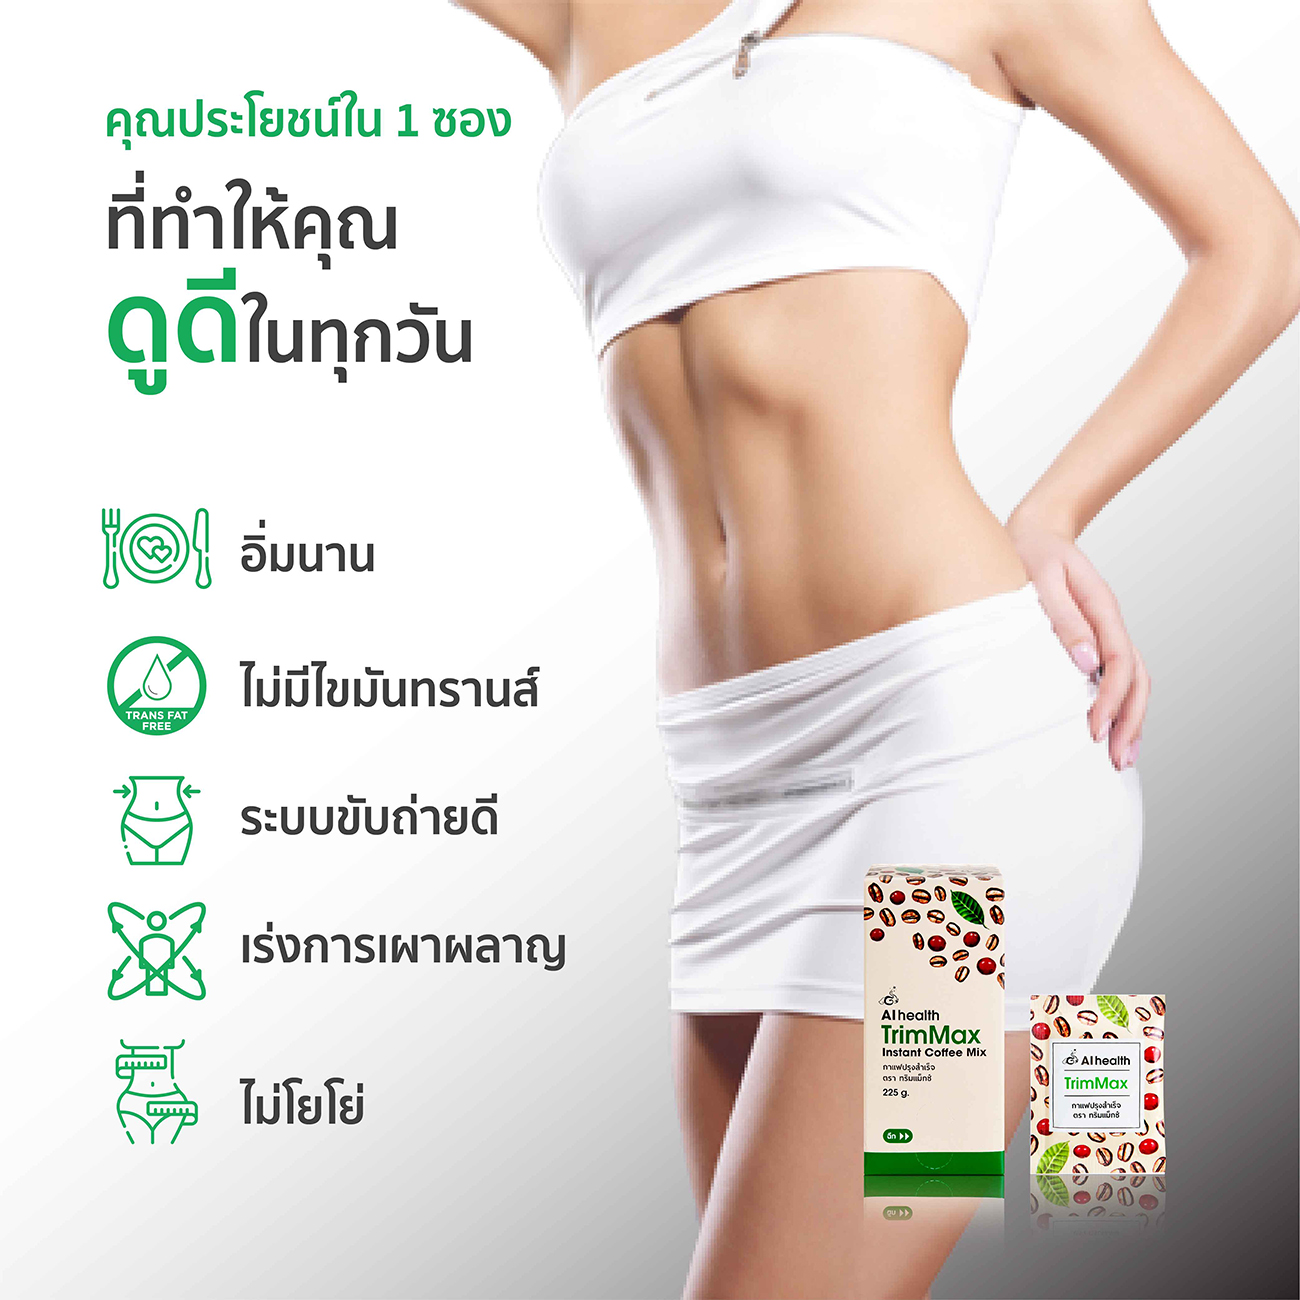 คุณประโยชน์ใน 1 ซอง
ที่ทำให้คุณ
ดูดีในทุกวัน
อิ่มนาน
TRANS FAT
FREE
ไม่มีไขมันทรานส์
ระบบขับถ่ายดี
เร่งการเผาผลาญ
ไม่โยโย่
AI health
TrimMax
Instant Coffee Mix
กาแฟปรุงสำเร็จ
ตรา ทริมแม็กซ์
225 g.
ฉีก
AI health
TrimMax
กาแฟปรุงสำเร็จ
ตรา ทริมแม็กซ์